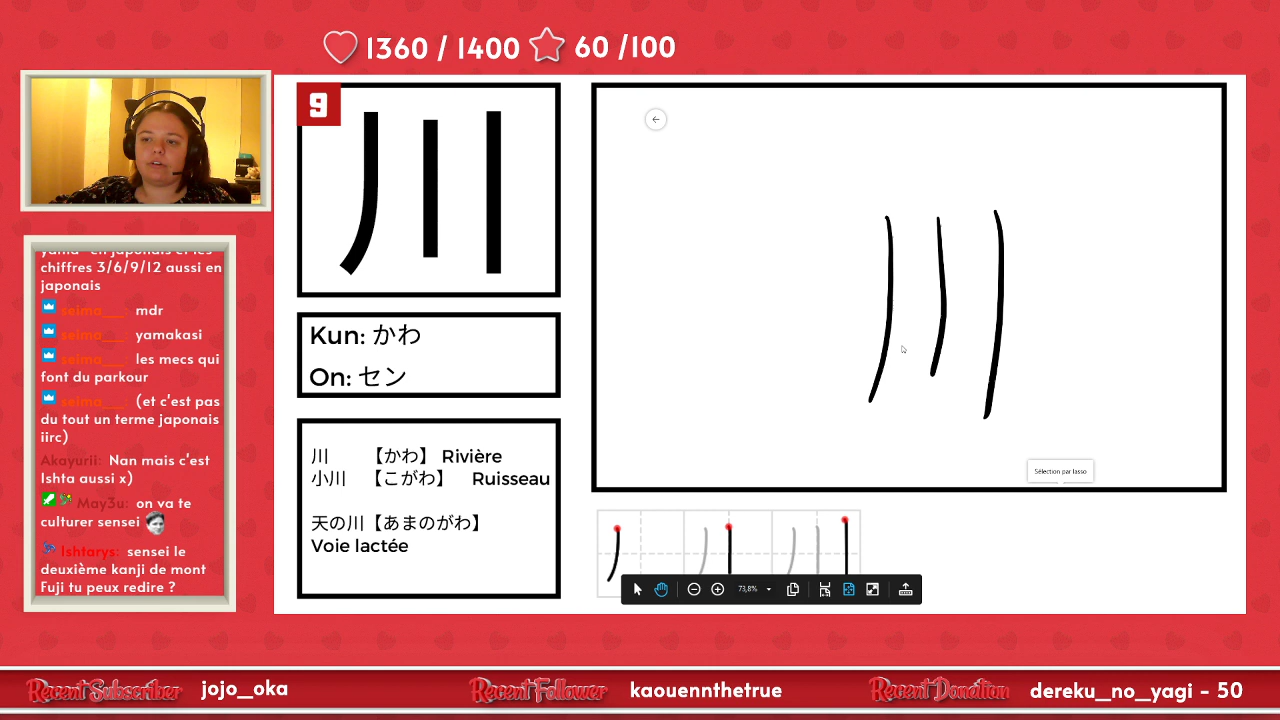 1360 / 1400 60 /100
9
川
Kun: かわ
On: セン
川 【かわ】 Rivière
小川 【こがわ】 Ruisseau
天の川【あまのがわ】
Voie lactée
川
Sélection par lasso
73,8%
chiffres 3/6/9/12 aussi en
japonais
seima___: mdr
seima___: yamakasi
seima___: les mecs qui
font du parkour
seima___: (et c'est pas
du tout un terme japonais
iirc)
Akayurii: Nan mais c'est
Ishta aussi x)
May3u: on va te
culturer sensei
Ishtarys: sensei le
deuxième kanji de mont
Fuji tu peux redire ?
Recent Subscriber jojo_oka
Recent Follower kaouennthetrue
Recent Donation dereku_no_yagi - 50